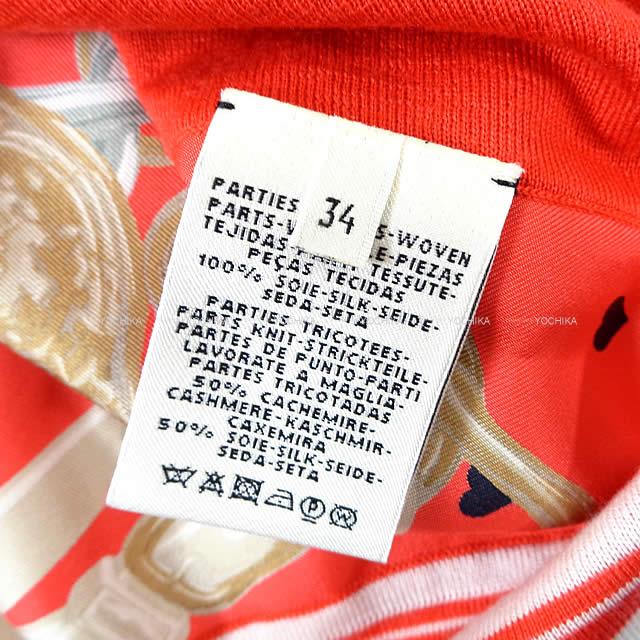 34
PARTIES
PARTS-W S-WOVEN
TEJIDAS- E-PIEZAS
TESSUTE-
PEÇAS TECIDAS
100% SOIE-SILK-SEIDE-
SEDA-SETA
PARTIES TRICOTEES-
PARTS KNIT-STRICKTEILE-
PARTES DE PUNTO-PARTI
LAVORATE A MAGLIA-
PARTES TRICOTADAS
50% CACHEMIRE-
CASHMERE-KASCHMIR-
CAXEMIRA
50% SOIE-SILK-SEIDE-
SEDA-SETA
P
YOCHIKA
YOCHIKA